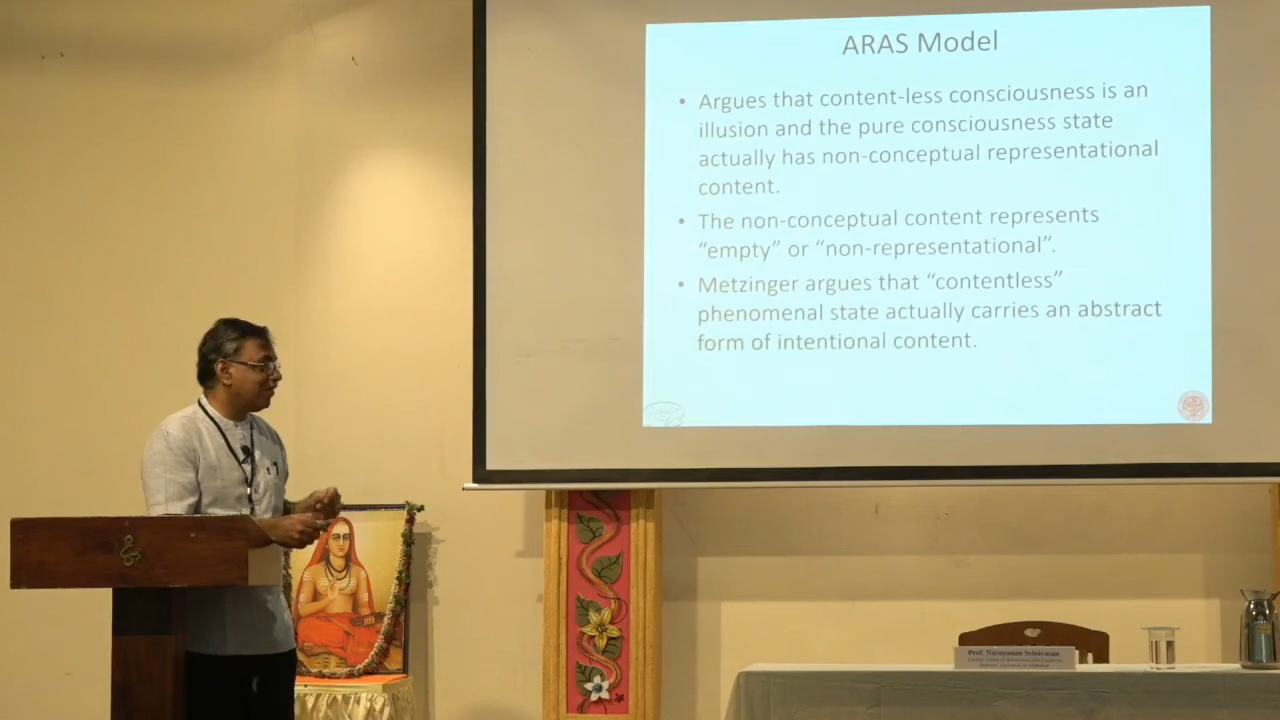 ARAS Model
• Argues that content-less consciousness is an
illusion and the pure consciousness state
actually has non-conceptual representational
content.
• The non-conceptual content represents
“empty” or “non-representational”.
• Metzinger argues that “contentless”
phenomenal state actually carries an abstract
form of intentional content.
Prof. Narayanan Srinivasan